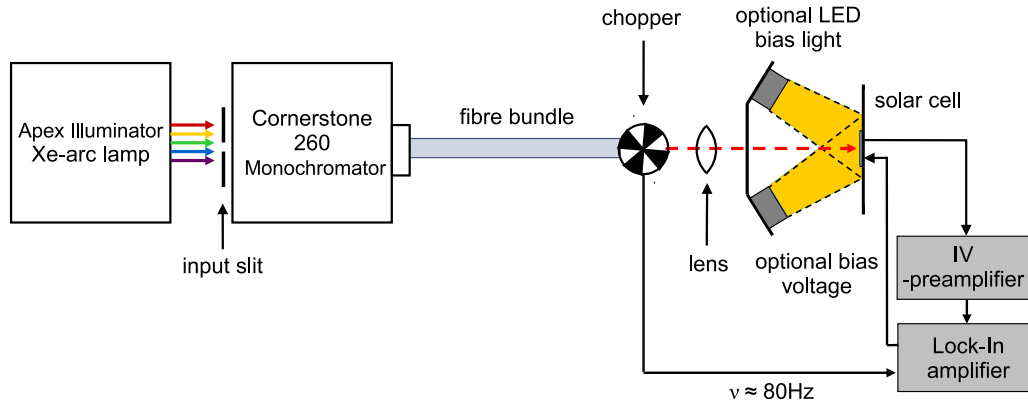 chopper
optional LED
bias light
Apex Illuminator
Xe-arc lamp
Cornerstone
260
Monochromator
fibre bundle
solar cell
input slit
lens
optional bias
voltage
IV
-preamplifier
Lock-In
amplifier
ν ≈ 80Hz